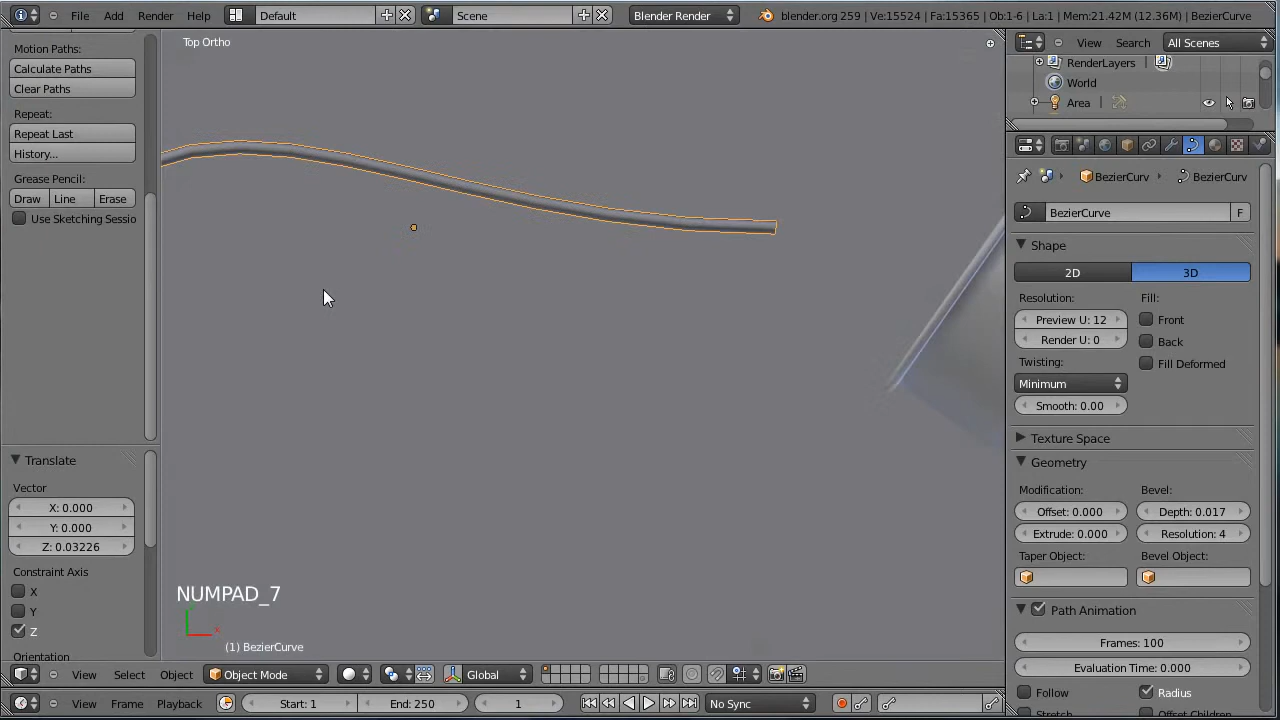 File Add Render Help Default Scene Blender Render blender.org 259 | Ve:15524 | Fa:15365 | Ob:1-6 | La:1 | Mem:21.42M (12.36M) | BezierCurve
Motion Paths:
Calculate Paths
Clear Paths
Repeat:
Repeat Last
History...
Grease Pencil:
Draw Line Erase
Use Sketching Sessio
Translate
Vector
X: 0.000
Y: 0.000
Z: 0.03226
Constraint Axis
X
Y
Z
Orientation
Top Ortho
NUMPAD_7
x
(1) BezierCurve
View Select Object Object Mode Global
View Frame Playback Start: 1 End: 250 1 No Sync
View Search All Scenes
RenderLayers
World
Area
BezierCurv BezierCurv
BezierCurve F
Shape
2D 3D
Resolution: Fill:
Preview U: 12 Front
Render U: 0 Back
Twisting: Fill Deformed
Minimum
Smooth: 0.00
Texture Space
Geometry
Modification: Bevel:
Offset: 0.000 Depth: 0.017
Extrude: 0.000 Resolution: 4
Taper Object: Bevel Object:
Path Animation
Frames: 100
Evaluation Time: 0.000
Follow Radius
Stretch Offset Children